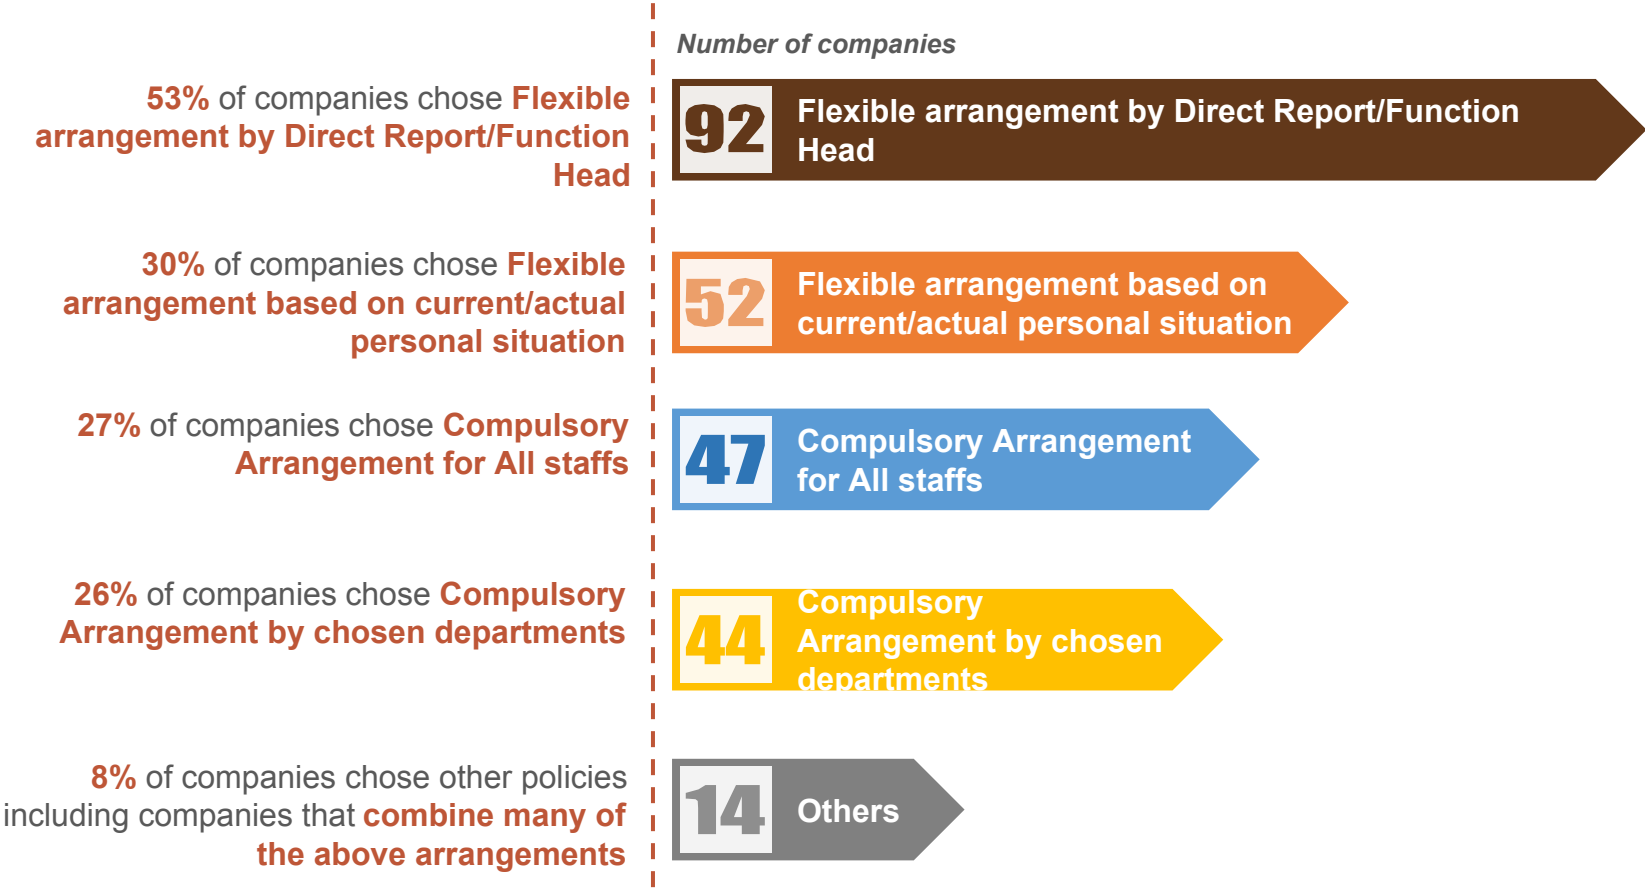 Number of companies
53% of companies chose Flexible
arrangement by Direct Report/Function
Head
92
Flexible arrangement by Direct Report/Function
Head
30% of companies chose Flexible
arrangement based on current/actual
personal situation
52
Flexible arrangement based on
current/actual personal situation
27% of companies chose Compulsory
Arrangement for All staffs
47
Compulsory Arrangement
for All staffs
26% of companies chose Compulsory
Arrangement by chosen departments
44
Compulsory
Arrangement by chosen
departments
8% of companies chose other policies
including companies that combine many of
the above arrangements
14
Others